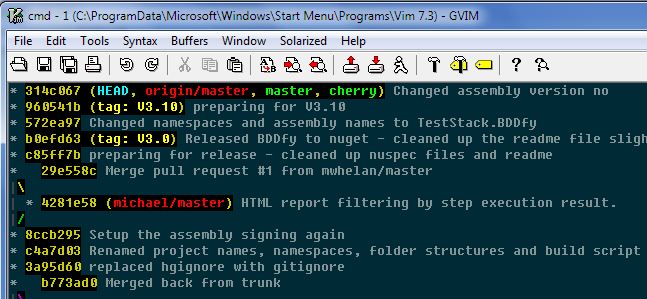 cmd - 1 (C:\ProgramData\Microsoft\Windows\Start Menu\Programs\Vim 7.3) - GVIM
File Edit Tools Syntax Buffers Window Solarized Help
* 314c067 (HEAD, origin/master, master, cherry) Changed assembly version no
* 960541b (tag: V3.10) preparing for V3.10
* 572ea97 Changed namespaces and assembly names to TestStack.BDDfy
* b0efd63 (tag: V3.0) Released BDDfy to nuget - cleaned up the readme file sligh
* c85ff7b preparing for release - cleaned up nuspec files and readme
*   29e558c Merge pull request #1 from mwhelan/master
|\
| * 4281e58 (michael/master) HTML report filtering by step execution result.
|/
* 8ccb295 Setup the assembly signing again
* c4a7d03 Renamed project names, namespaces, folder structures and build script
* 3a95d60 replaced hgignore with gitignore
*   b773ad0 Merged back from trunk
|\